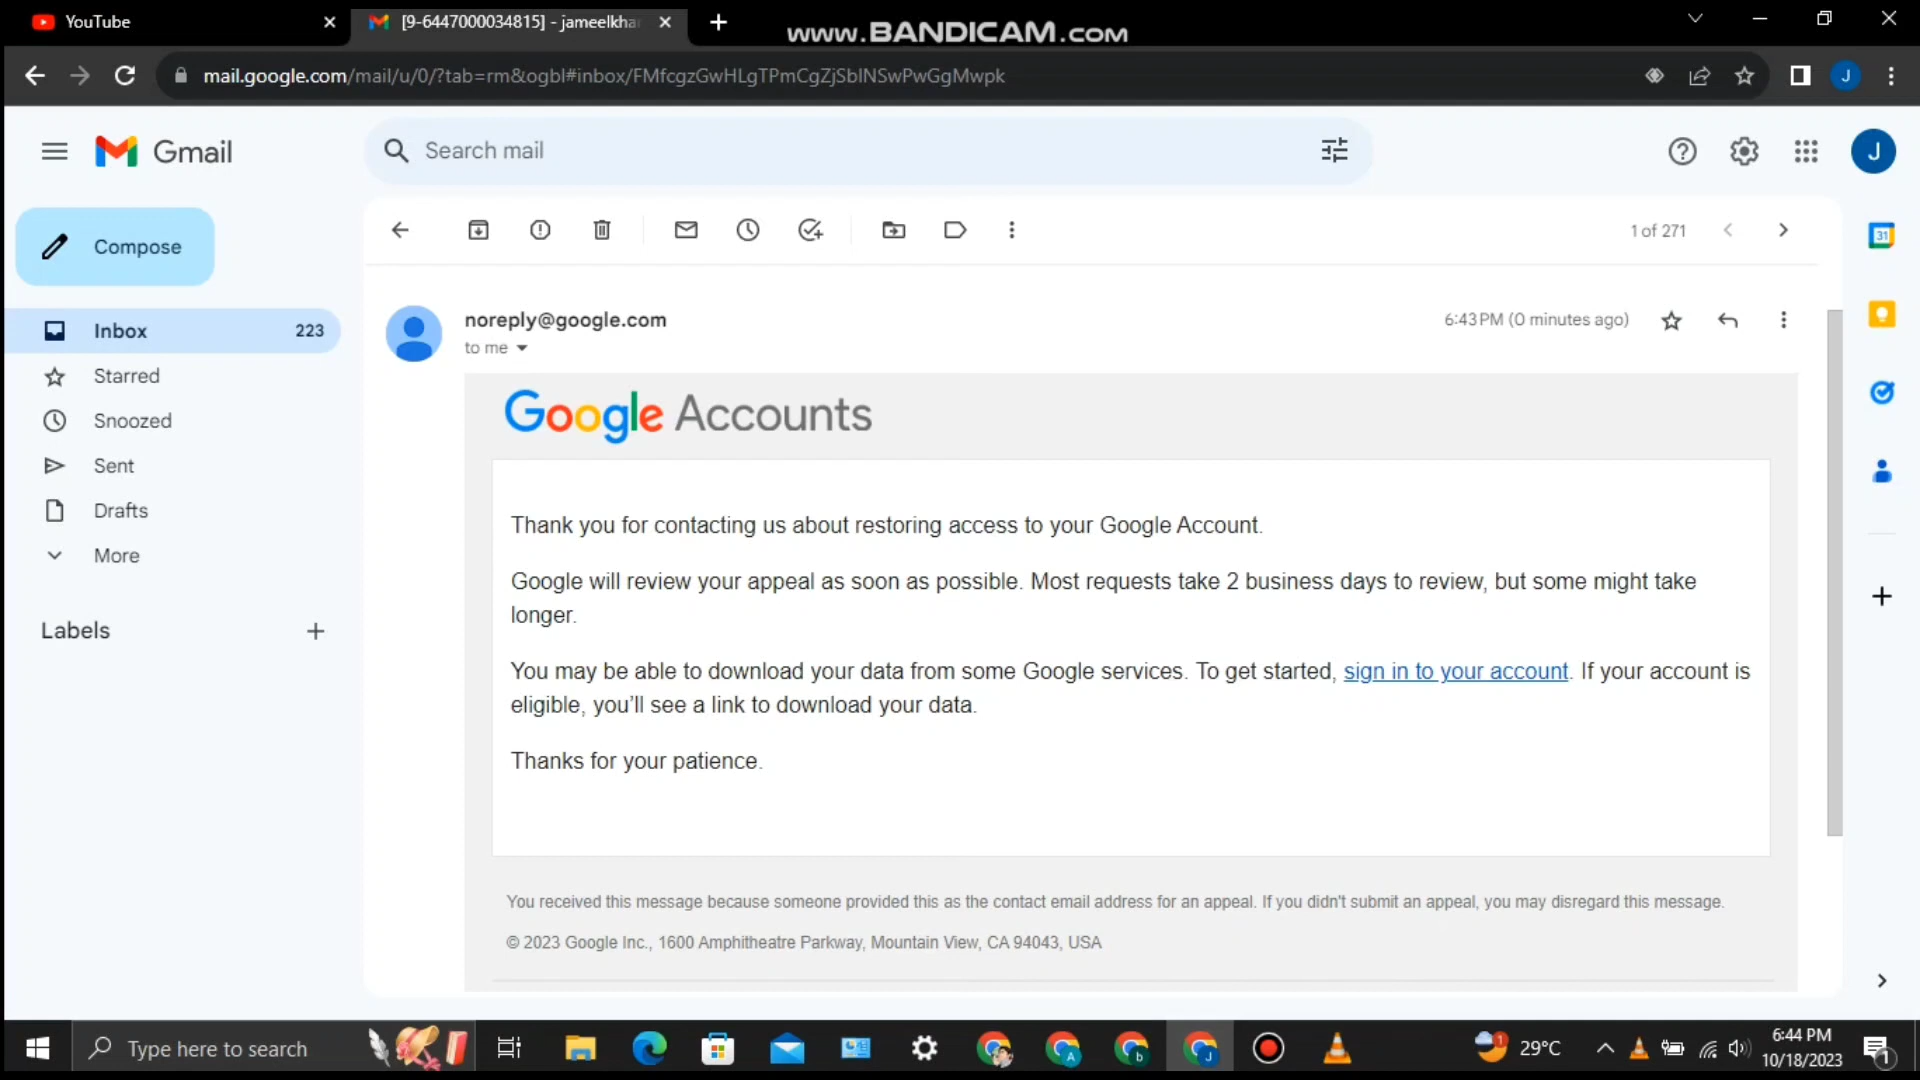 YouTube
[9-6447000034815] - jameelkha
www.BANDICAM.com
mail.google.com/mail/u/0/?tab=rm&ogbl#inbox/FMfcgzGwHLgTPmCgZjSblNSwPwGgMwpk
J
Gmail
Search mail
J
Compose
1 of 271
31
Inbox 223
Starred
Snoozed
Sent
Drafts
More
Labels
noreply@google.com
6:43 PM (0 minutes ago)
to me
Google Accounts
Thank you for contacting us about restoring access to your Google Account.
Google will review your appeal as soon as possible. Most requests take 2 business days to review, but some might take
longer.
You may be able to download your data from some Google services. To get started, sign in to your account. If your account is
eligible, you’ll see a link to download your data.
Thanks for your patience.
You received this message because someone provided this as the contact email address for an appeal. If you didn't submit an appeal, you may disregard this message.
© 2023 Google Inc., 1600 Amphitheatre Parkway, Mountain View, CA 94043, USA
Type here to search
A
b
J
1
29°C
6:44 PM
10/18/2023
1